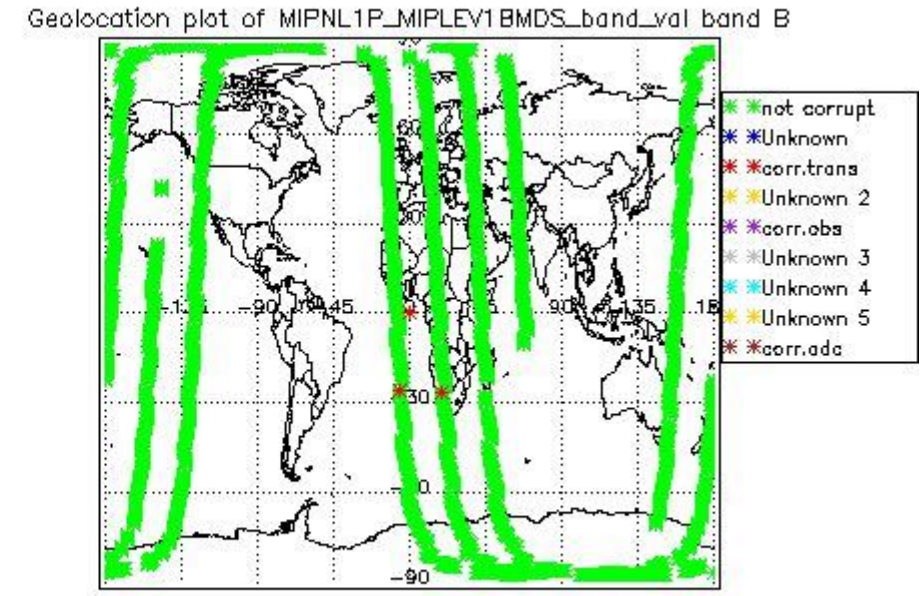 Geolocation plot of MIPNL1P_MIPLEV1BMDS_band_val band B
not corrupt
Unknown
corr.trans
Unknown 2
corr.obs
Unknown 3
Unknown 4
Unknown 5
corr.adc
60
-90
-45
90
135
30
-90